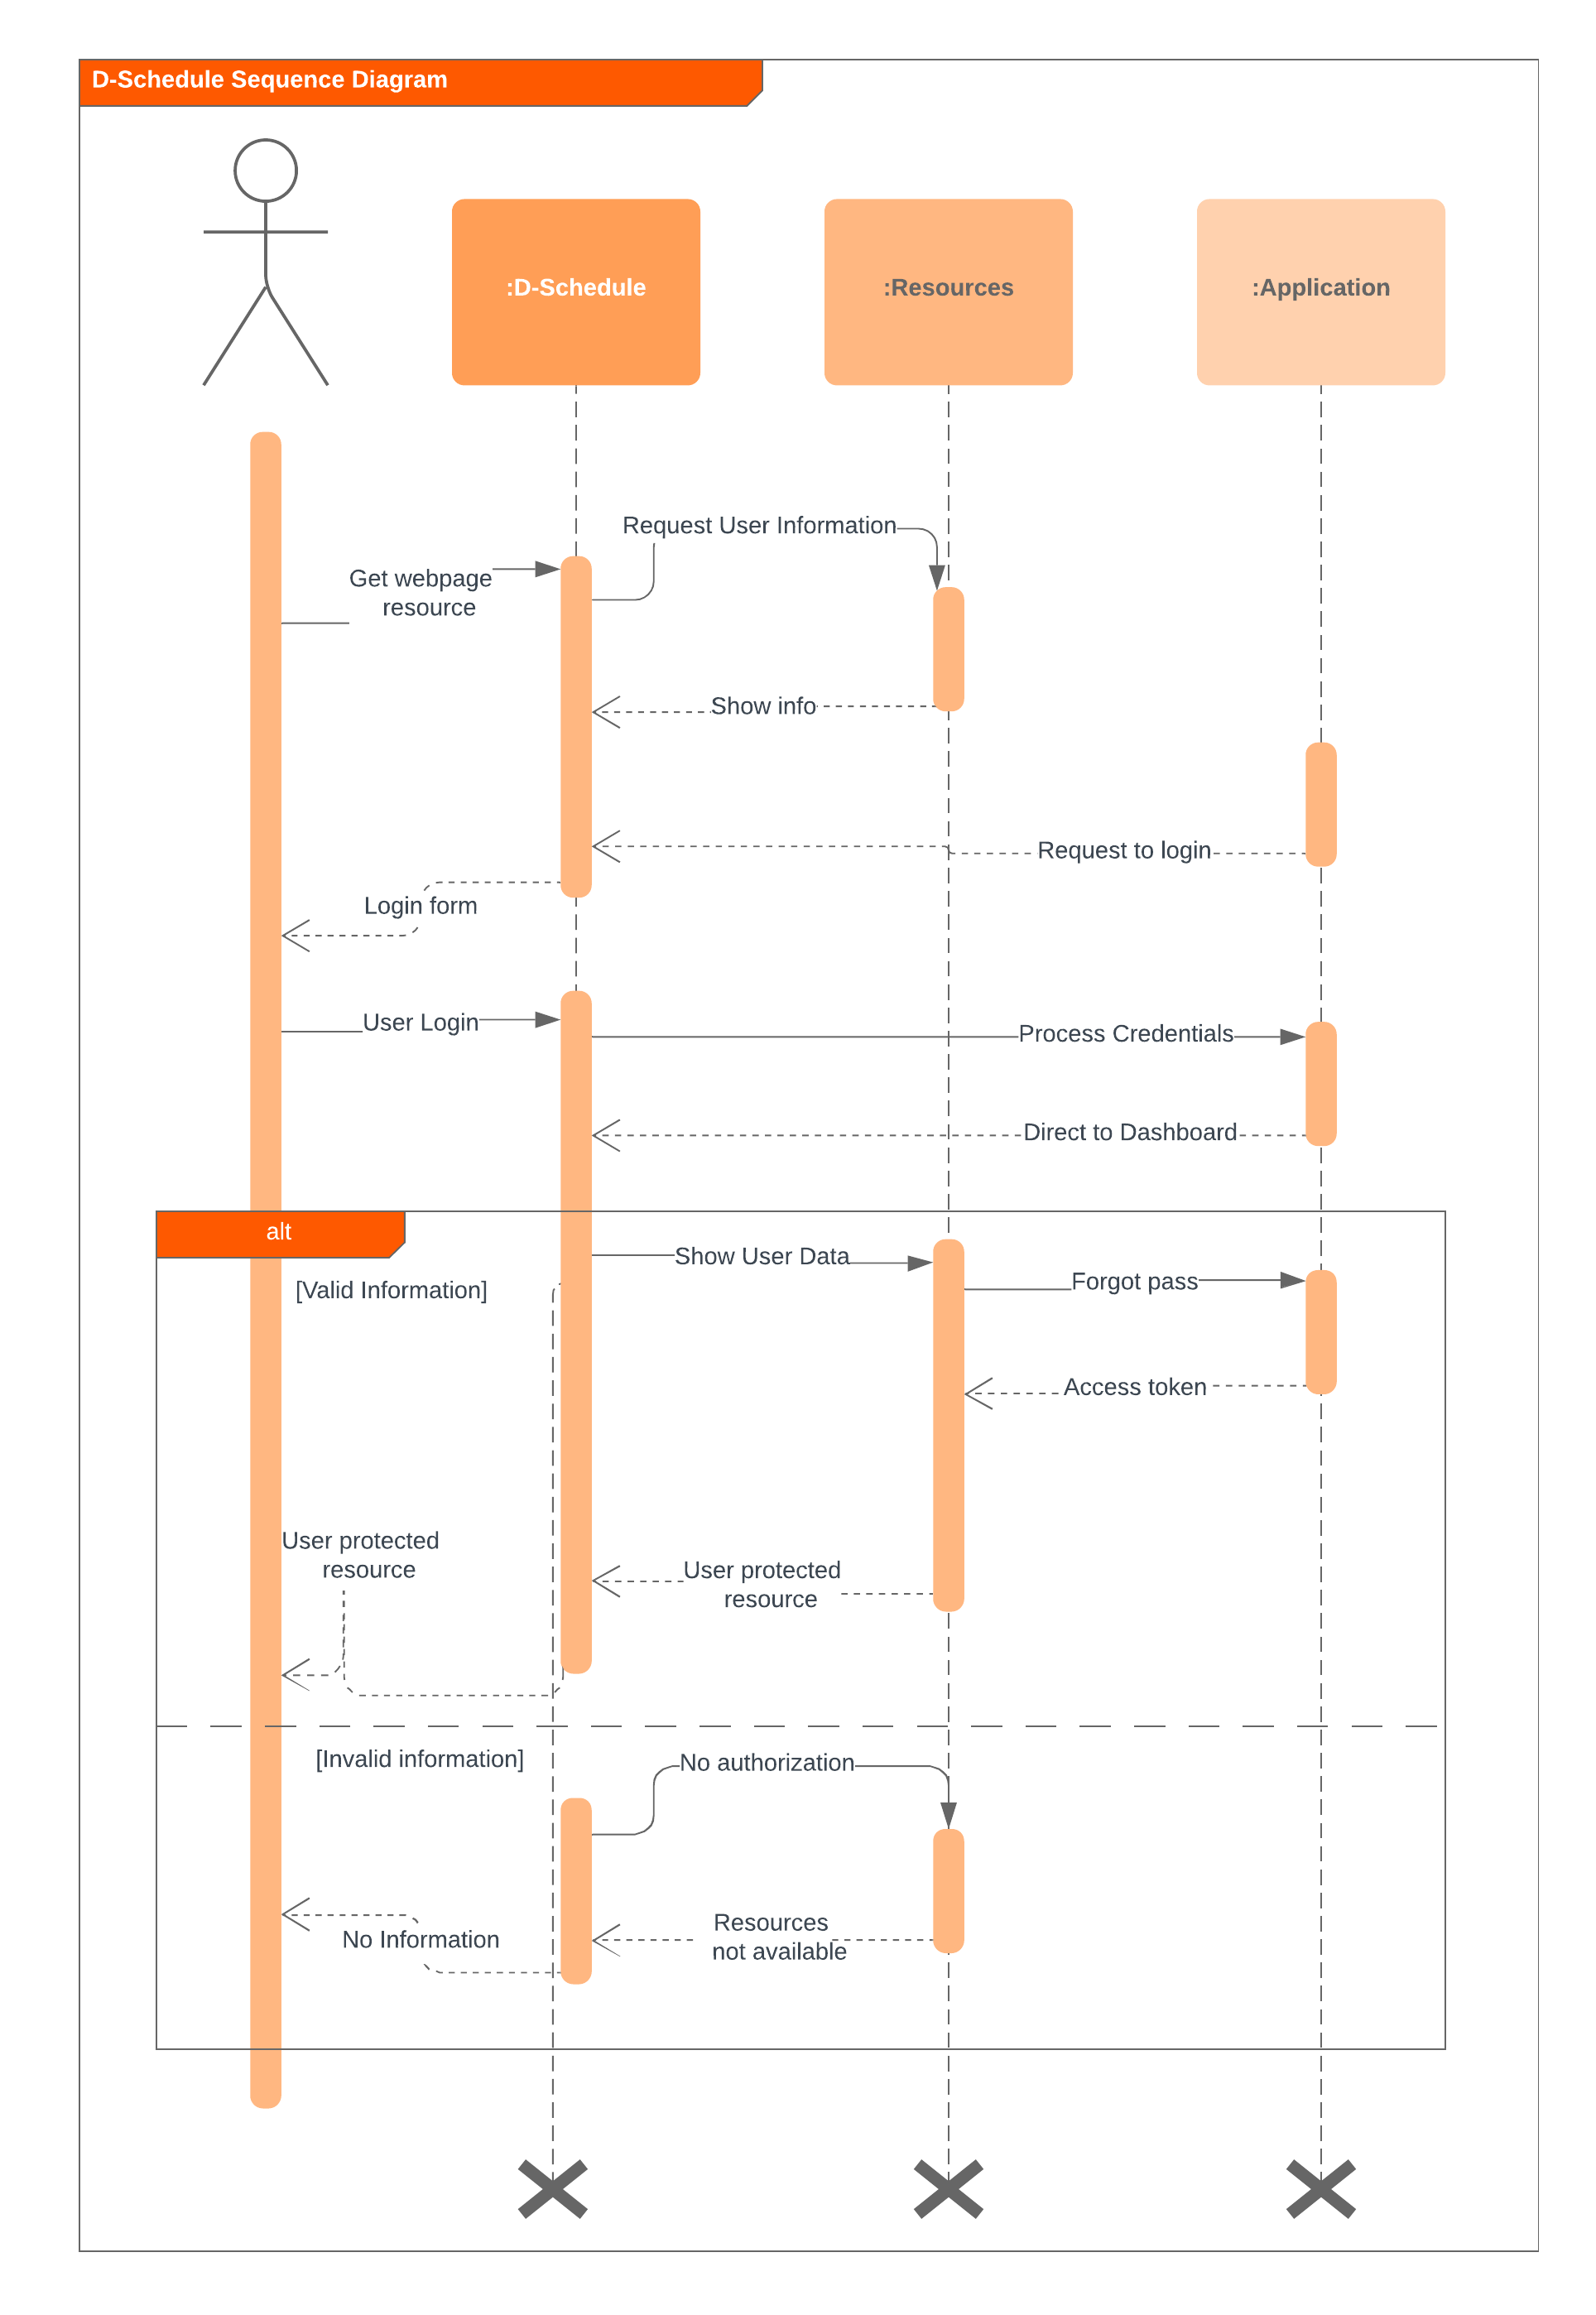 D-Schedule Sequence Diagram
:D-Schedule
:Resources
:Application
Request User Information
Get webpage
resource
Show info
Request to login
Login form
User Login
Process Credentials
Direct to Dashboard
alt
Show User Data
Forgot pass
[Valid Information]
Access token
User protected
resource
User protected
resource
[Invalid information]
No authorization
Resources
not available
No Information